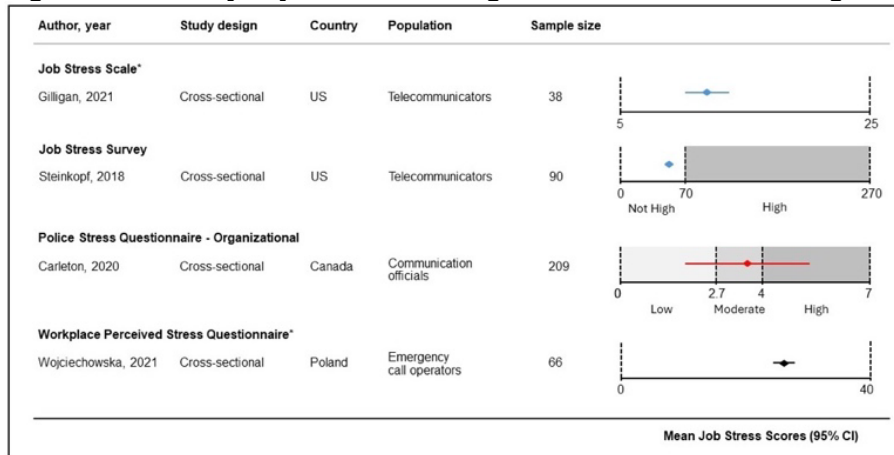 Author, year Study design Country Population Sample size
Job Stress Scale*
Gilligan, 2021 Cross-sectional US Telecommunicators 38
5 25
Job Stress Survey
Steinkopf, 2018 Cross-sectional US Telecommunicators 90
0 70 270
Not High High
Police Stress Questionnaire - Organizational
Carleton, 2020 Cross-sectional Canada Communication officials 209
0 2.7 4 7
Low Moderate High
Workplace Perceived Stress Questionnaire*
Wojciechowska, 2021 Cross-sectional Poland Emergency call operators 66
0 40
Mean Job Stress Scores (95% CI)